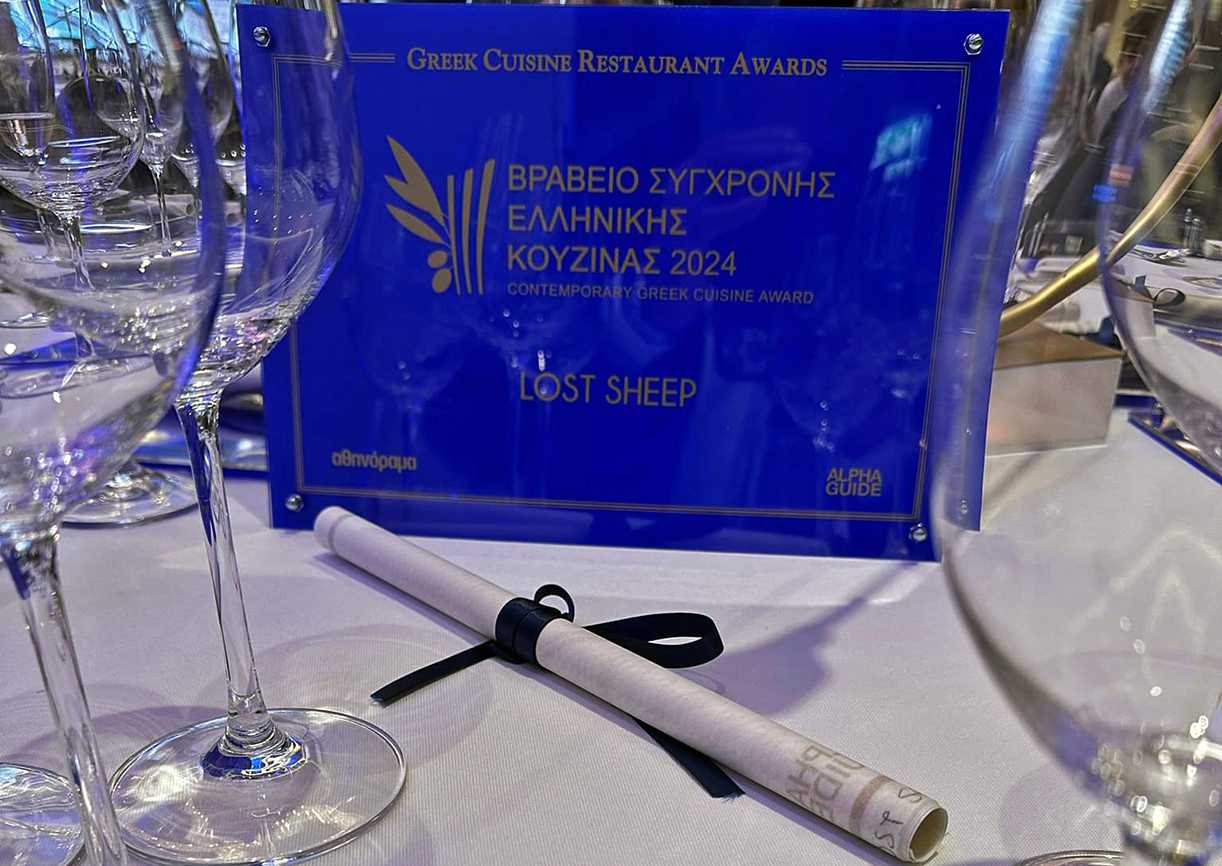 GREEK CUISINE RESTAURANT AWARDS
ΒΡΑΒΕΙΟ ΣΥΓΧΡΟΝΗΣ
ΕΛΛΗΝΙΚΗΣ
ΚΟΥΖΙΝΑΣ 2024
CONTEMPORARY GREEK CUISINE AWARD
LOST SHEEP
αθηνόραμα
ALPHA
GUIDE